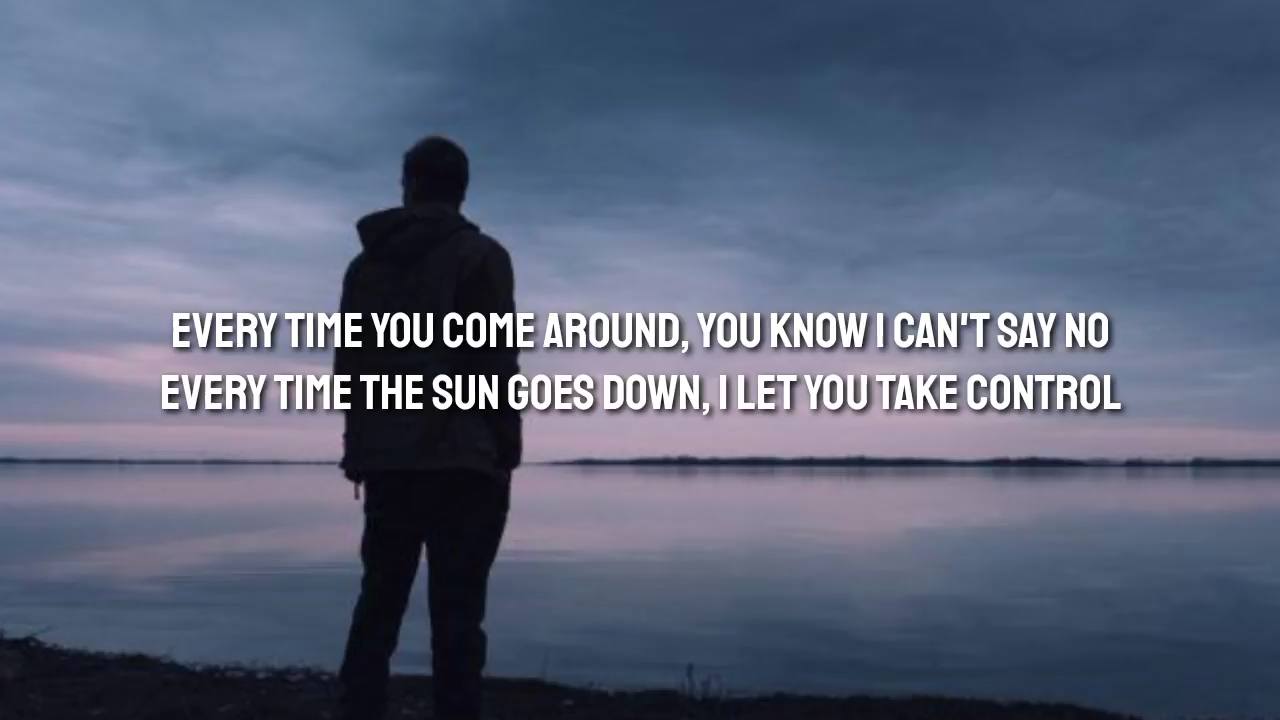 EVERY TIME YOU COME AROUND, YOU KNOW I CAN'T SAY NO
EVERY TIME THE SUN GOES DOWN, I LET YOU TAKE CONTROL